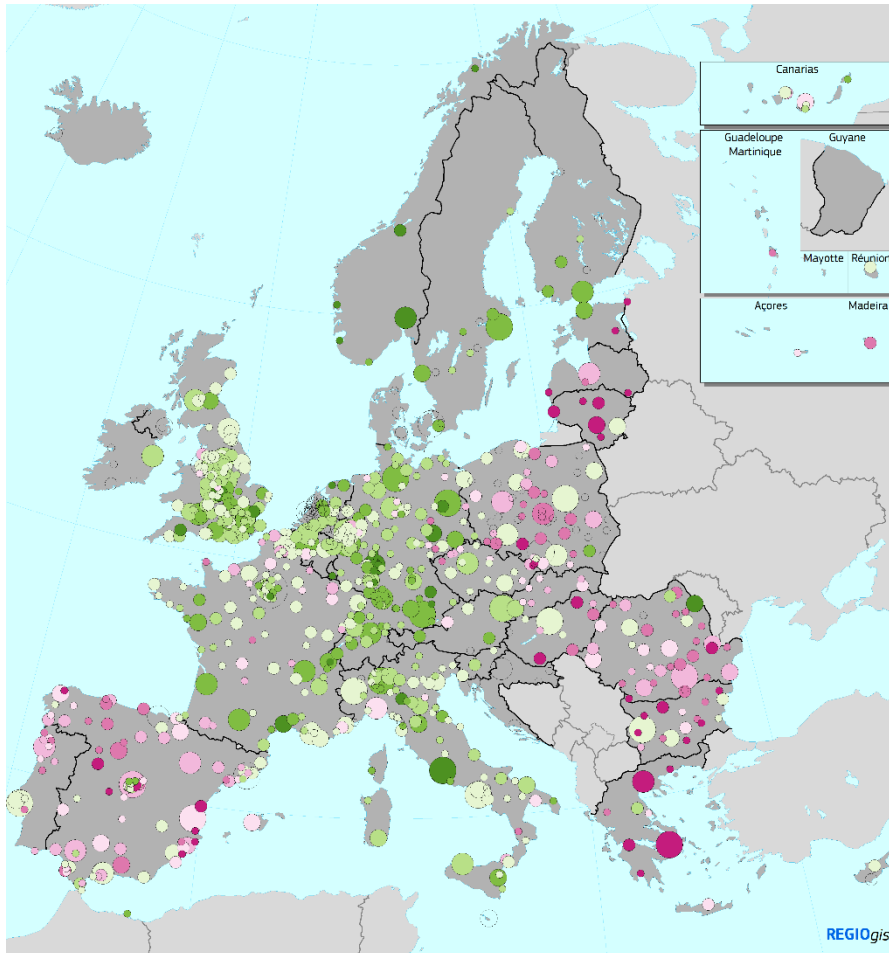 Canarias
Guadeloupe
Martinique
Guyane
Mayotte
Réunion
Açores
Madeira
REGIOgis